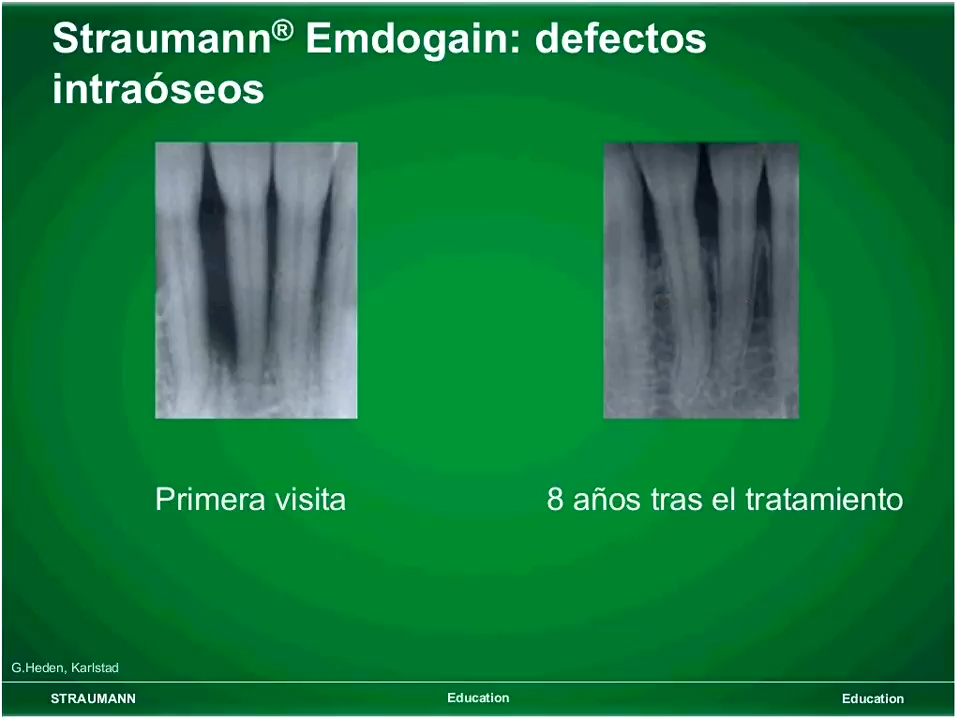 Straumann® Emdogain: defectos
intraóseos
Primera visita
8 años tras el tratamiento
G.Heden, Karlstad
STRAUMANN
Education
Education